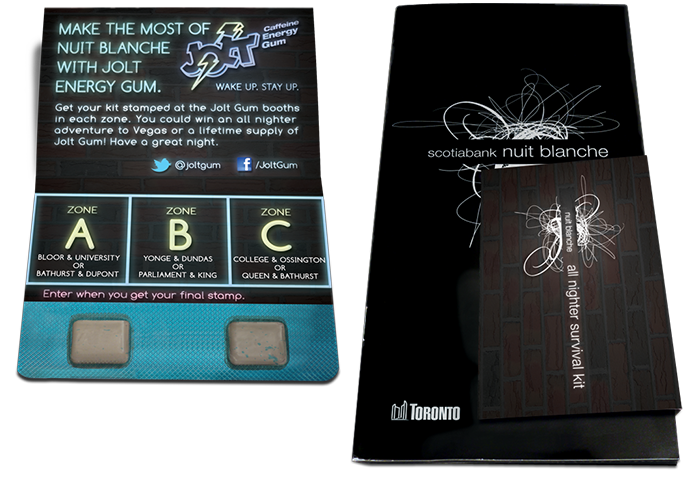 MAKE THE MOST OF
NUIT BLANCHE
WITH JOLT
ENERGY GUM.
JOLT
Caffeine
Energy
Gum
WAKE UP. STAY UP.
Get your kit stamped at the Jolt Gum booths
in each zone. You could win an all nighter
adventure to Vegas or a lifetime supply of
Jolt Gum! Have a great night.
@joltgum
f /JoltGum
ZONE
A
BLOOR & UNIVERSITY
OR
BATHURST & DUPONT
ZONE
B
YONGE & DUNDAS
OR
PARLIAMENT & KING
ZONE
C
COLLEGE & OSSINGTON
OR
QUEEN & BATHURST
Enter when you get your final stamp.
scotiabank nuit blanche
nuit blanche
all nighter survival kit
TORONTO